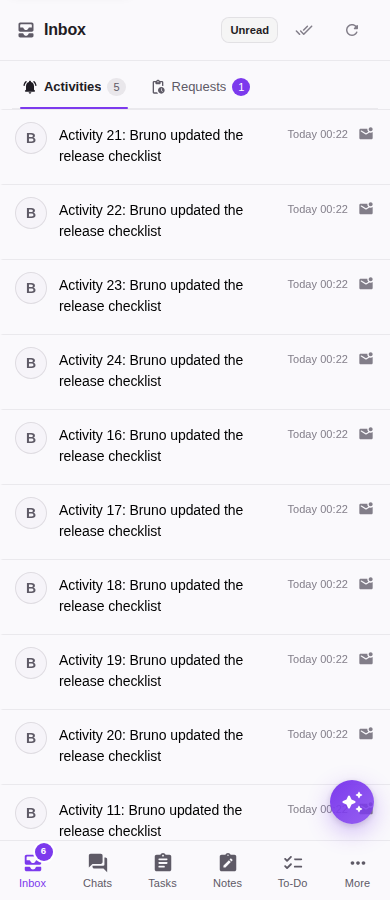 Inbox
Unread
Activities 5
Requests 1
B
Activity 21: Bruno updated the
release checklist
Today 00:22
B
Activity 22: Bruno updated the
release checklist
Today 00:22
B
Activity 23: Bruno updated the
release checklist
Today 00:22
B
Activity 24: Bruno updated the
release checklist
Today 00:22
B
Activity 16: Bruno updated the
release checklist
Today 00:22
B
Activity 17: Bruno updated the
release checklist
Today 00:22
B
Activity 18: Bruno updated the
release checklist
Today 00:22
B
Activity 19: Bruno updated the
release checklist
Today 00:22
B
Activity 20: Bruno updated the
release checklist
Today 00:22
B
Activity 11: Bruno updated the
release checklist
Today
6
Inbox
Chats
Tasks
Notes
To-Do
More